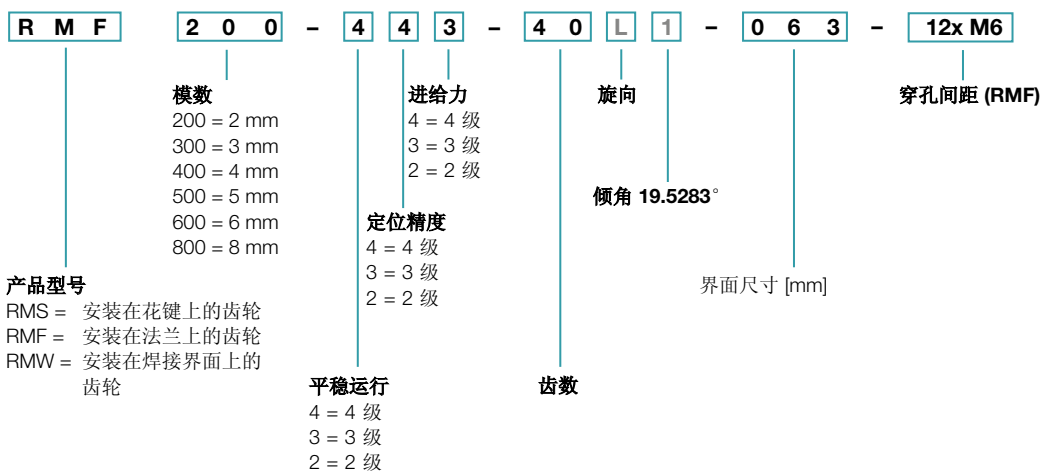 R M F 2 0 0 – 4 4 3 – 4 0 L 1 – 0 6 3 – 12x M6
模数
200 = 2 mm
300 = 3 mm
400 = 4 mm
500 = 5 mm
600 = 6 mm
800 = 8 mm
进给力
4 = 4 级
3 = 3 级
2 = 2 级
旋向
穿孔间距 (RMF)
倾角 19.5283°
定位精度
4 = 4 级
3 = 3 级
2 = 2 级
界面尺寸 [mm]
产品型号
RMS = 安装在花键上的齿轮
RMF = 安装在法兰上的齿轮
RMW = 安装在焊接界面上的
齿轮
平稳运行
4 = 4 级
3 = 3 级
2 = 2 级
齿数